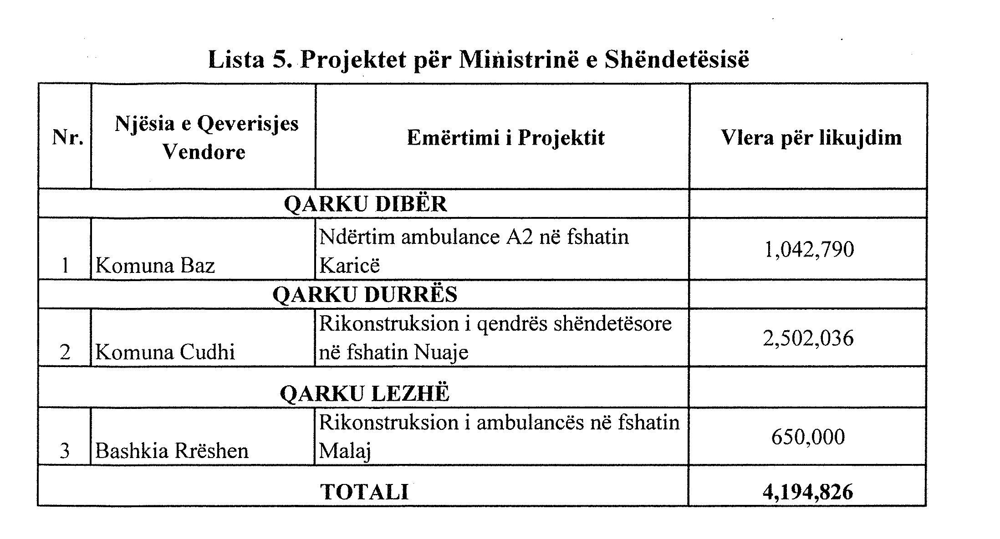 Lista 5. Projektet për Ministrinë e Shëndetësisë
Nr.
Njësia e Qeverisjes
Vendore
Emërtimi i Projektit
Vlera për likujdim
QARKU DIBËR
1
Komuna Baz
Ndërtim ambulance A2 në fshatin
Karicë
1,042,790
QARKU DURRËS
2
Komuna Cudhi
Rikonstruksion i qendrës shëndetësore
në fshatin Nuaje
2,502,036
QARKU LEZHË
3
Bashkia Rrëshen
Rikonstruksion i ambulancës në fshatin
Malaj
650,000
TOTALI
4,194,826